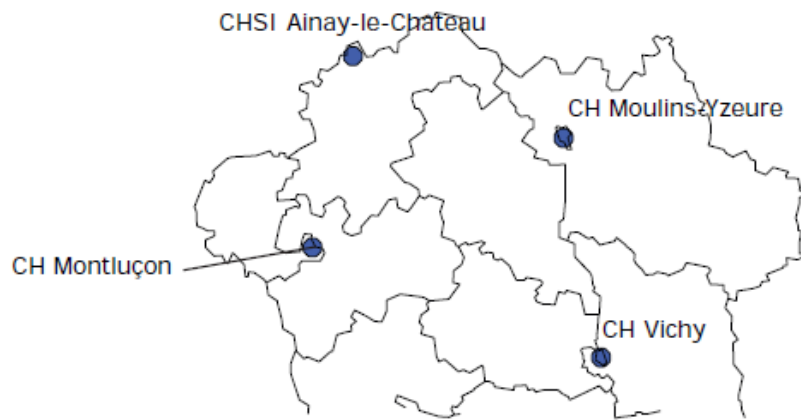 CHSI Ainay-le-Chateau
CH Moulins-Yzeure
CH Montluçon
CH Vichy